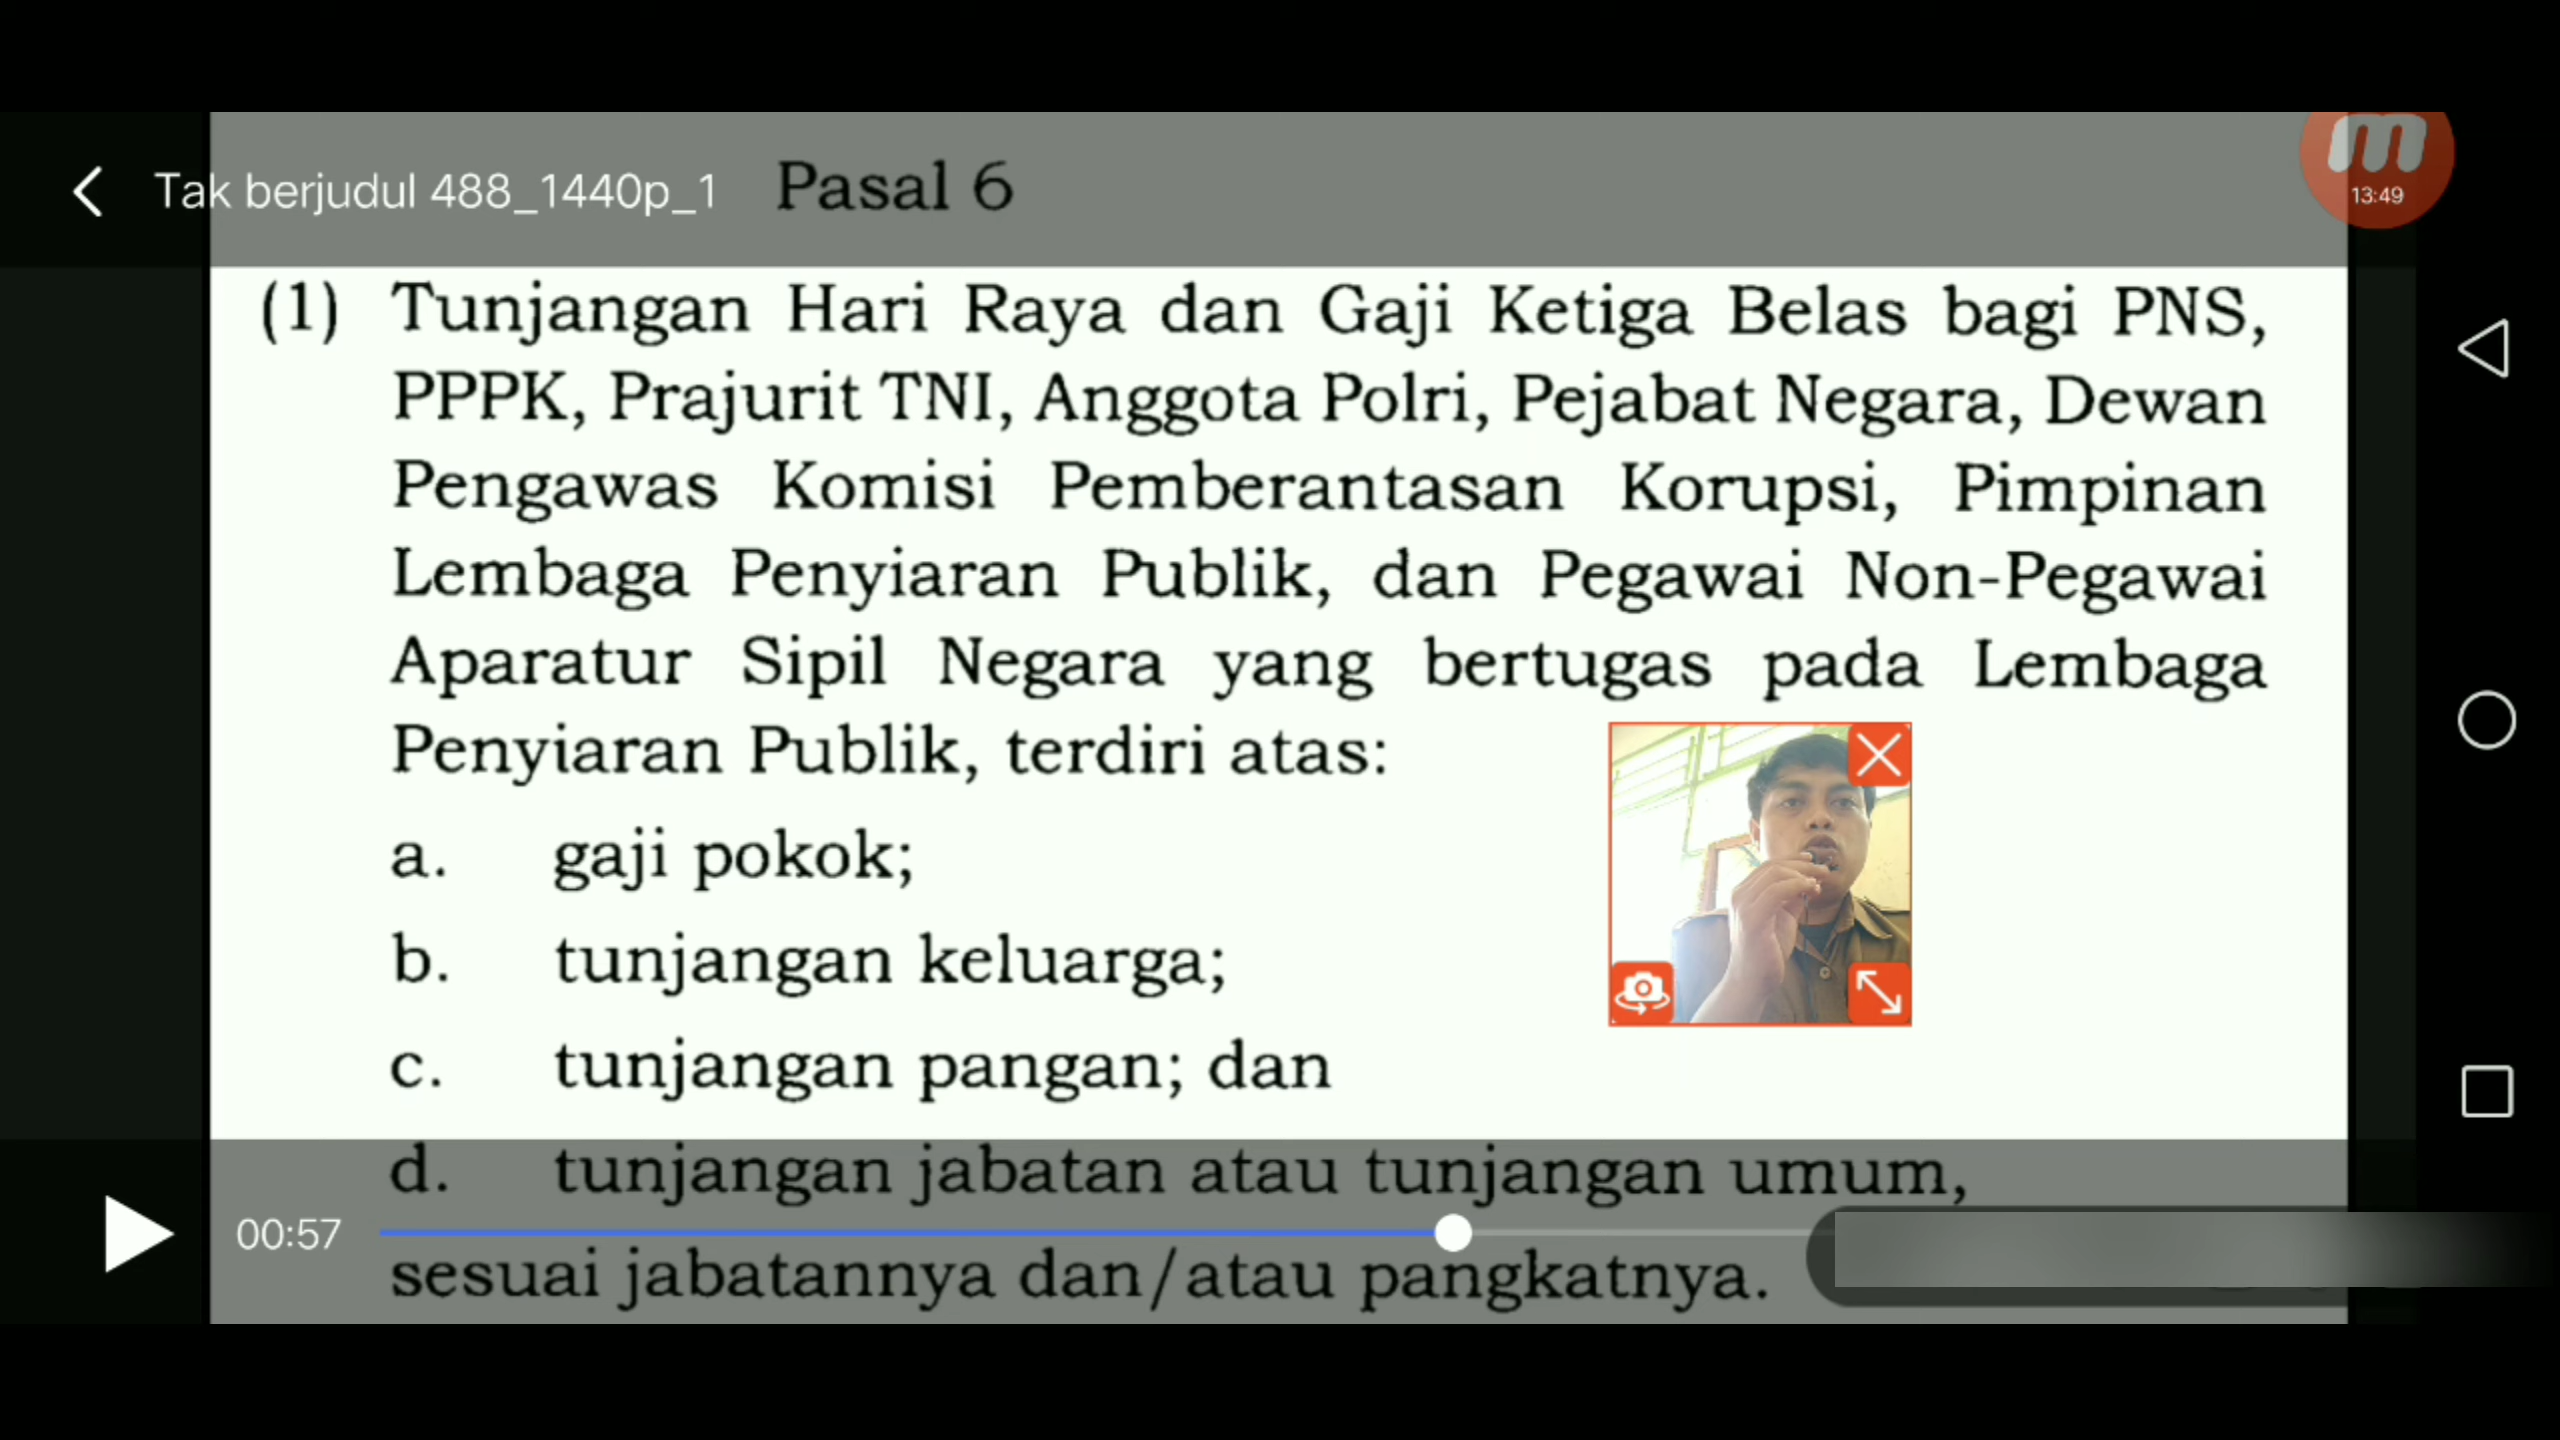 Tak berjudul 488_1440p_1
Pasal 6
13:49
(1) Tunjangan Hari Raya dan Gaji Ketiga Belas bagi PNS,
PPPK, Prajurit TNI, Anggota Polri, Pejabat Negara, Dewan
Pengawas Komisi Pemberantasan Korupsi, Pimpinan
Lembaga Penyiaran Publik, dan Pegawai Non-Pegawai
Aparatur Sipil Negara yang bertugas pada Lembaga
Penyiaran Publik, terdiri atas:
a. gaji pokok;
b. tunjangan keluarga;
c. tunjangan pangan; dan
d. tunjangan jabatan atau tunjangan umum,
00:57
sesuai jabatannya dan/atau pangkatnya.